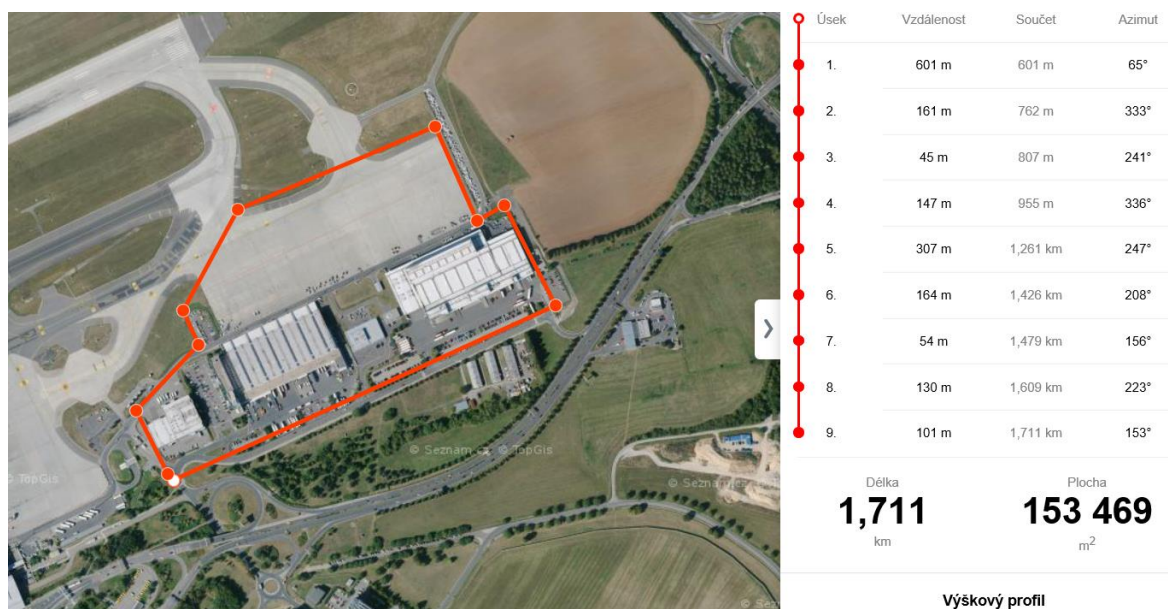 Úsek Vzdálenost Součet Azimut
1. 601 m 601 m 65°
2. 161 m 762 m 333°
3. 45 m 807 m 241°
4. 147 m 955 m 336°
5. 307 m 1,261 km 247°
6. 164 m 1,426 km 208°
7. 54 m 1,479 km 156°
8. 130 m 1,609 km 223°
9. 101 m 1,711 km 153°
Délka Plocha
1,711 153 469
km m²
Výškový profil
© Seznam.cz © TopGis
TopGis
© Seznam.cz
© Sez